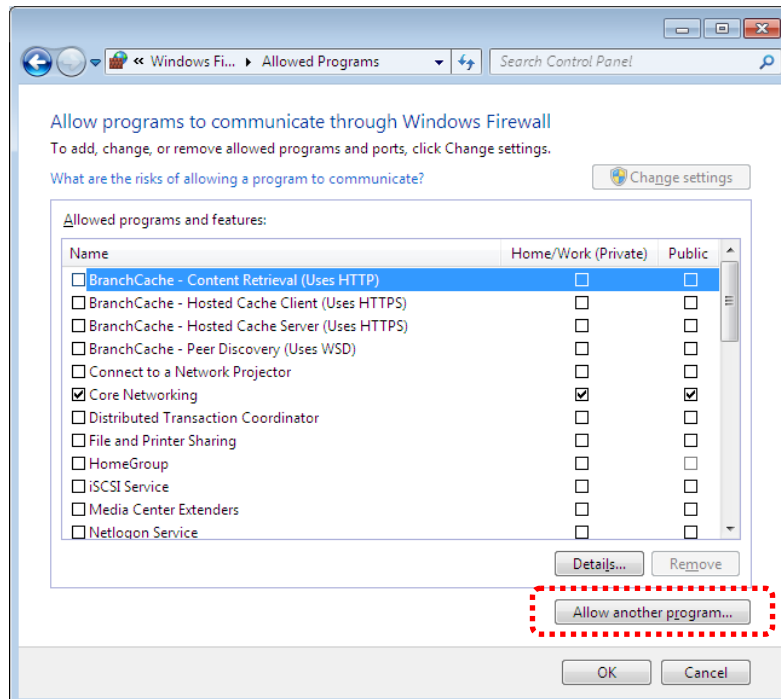 « Windows Fi... ▸ Allowed Programs
Search Control Panel
Allow programs to communicate through Windows Firewall
To add, change, or remove allowed programs and ports, click Change settings.
What are the risks of allowing a program to communicate?
Change settings
Allowed programs and features:
Name Home/Work (Private) Public
BranchCache - Content Retrieval (Uses HTTP)
BranchCache - Hosted Cache Client (Uses HTTPS)
BranchCache - Hosted Cache Server (Uses HTTPS)
BranchCache - Peer Discovery (Uses WSD)
Connect to a Network Projector
Core Networking
Distributed Transaction Coordinator
File and Printer Sharing
HomeGroup
iSCSI Service
Media Center Extenders
Netlogon Service
Details... Remove
Allow another program...
OK Cancel